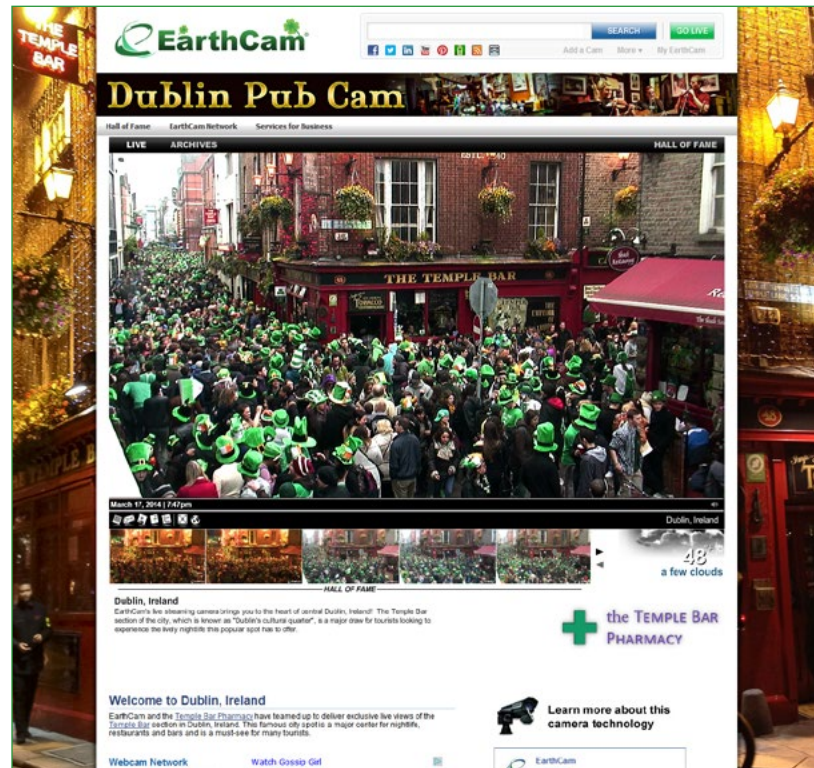 THE
TEMPLE
BAR
EarthCam
SEARCH
GO LIVE
Add a Cam More ▾ My EarthCam
Dublin Pub Cam
Hall of Fame EarthCam Network Services for Business
LIVE ARCHIVES HALL OF FAME
THE TEMPLE BAR
TOBACCO
March 17, 2014 | 7:47pm
Dublin, Ireland
48°
a few clouds
HALL OF FAME
Dublin, Ireland
EarthCam's live streaming camera brings you to the heart of central Dublin, Ireland! The Temple Bar
section of the city, which is known as "Dublin's cultural quarter", is a major draw for tourists looking to
experience the lively nightlife this popular spot has to offer.
the TEMPLE BAR
PHARMACY
Welcome to Dublin, Ireland
EarthCam and the Temple Bar Pharmacy have teamed up to deliver exclusive live views of the
Temple Bar section in Dublin, Ireland. This famous city spot is a major center for nightlife,
restaurants and bars and is a must-see for many tourists.
Learn more about this
camera technology
Webcam Network Watch Gossip Girl
EarthCam